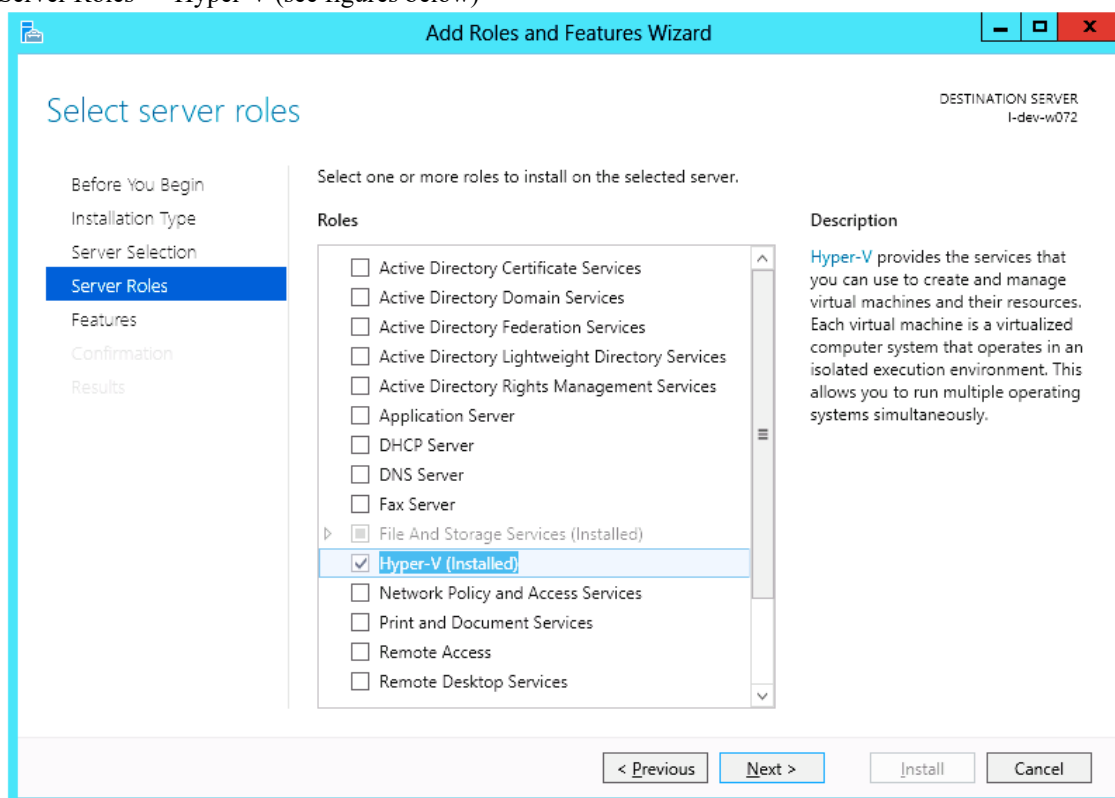 Server Roles Hyper-V (see figures below)
Add Roles and Features Wizard
Select server roles
DESTINATION SERVER
l-dev-w072
Before You Begin
Installation Type
Server Selection
Server Roles
Features
Confirmation
Results
Select one or more roles to install on the selected server.
Roles
Active Directory Certificate Services
Active Directory Domain Services
Active Directory Federation Services
Active Directory Lightweight Directory Services
Active Directory Rights Management Services
Application Server
DHCP Server
DNS Server
Fax Server
File And Storage Services (Installed)
Hyper-V (Installed)
Network Policy and Access Services
Print and Document Services
Remote Access
Remote Desktop Services
Description
Hyper-V provides the services that
you can use to create and manage
virtual machines and their resources.
Each virtual machine is a virtualized
computer system that operates in an
isolated execution environment. This
allows you to run multiple operating
systems simultaneously.
< Previous
Next >
Install
Cancel